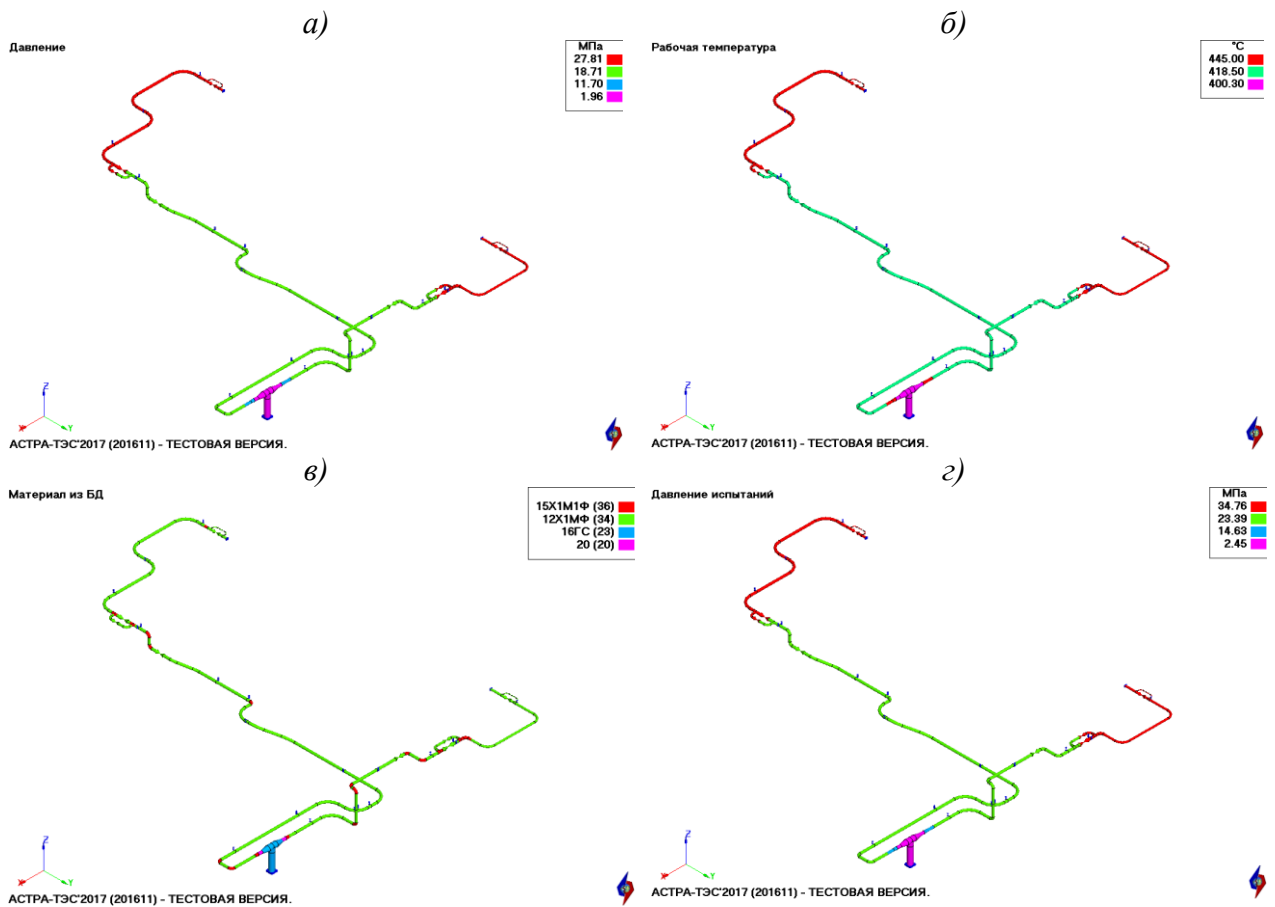 а)
Давление
МПа
27.81
18.71
11.70
1.96
Z
X
Y
АСТРА-ТЭС'2017 (201611) - ТЕСТОВАЯ ВЕРСИЯ.
б)
Рабочая температура
°C
445.00
418.50
400.30
Z
X
Y
АСТРА-ТЭС'2017 (201611) - ТЕСТОВАЯ ВЕРСИЯ.
в)
Материал из БД
15Х1М1Ф (36)
12Х1МФ (34)
16ГС (23)
20 (20)
Z
X
Y
АСТРА-ТЭС'2017 (201611) - ТЕСТОВАЯ ВЕРСИЯ.
г)
Давление испытаний
МПа
34.76
23.39
14.63
2.45
Z
X
Y
АСТРА-ТЭС'2017 (201611) - ТЕСТОВАЯ ВЕРСИЯ.